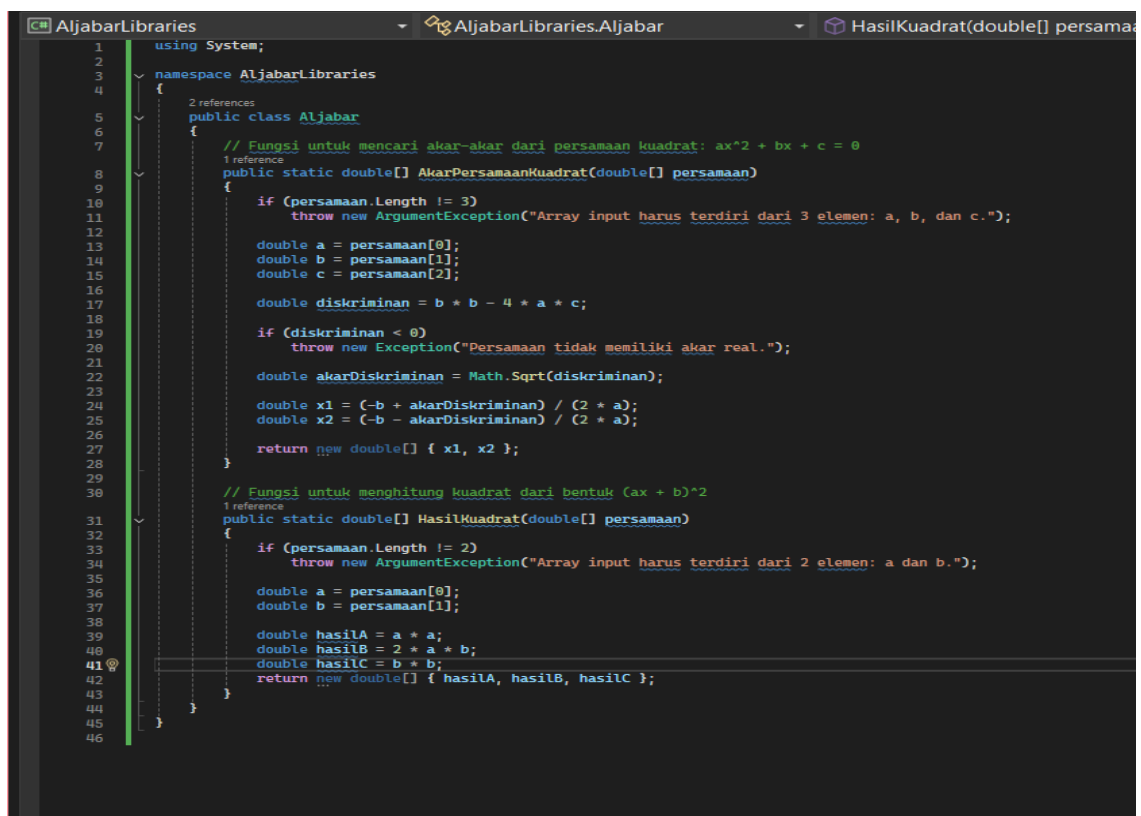 C# AljabarLibraries AljabarLibraries.Aljabar HasilKuadrat(double[] persamaa
1 using System;
2
3 namespace AljabarLibraries
4 {
2 references
5 public class Aljabar
6 {
7 // Fungsi untuk mencari akar-akar dari persamaan kuadrat: ax^2 + bx + c = 0
1 reference
8 public static double[] AkarPersamaanKuadrat(double[] persamaan)
9 {
10 if (persamaan.Length != 3)
11 throw new ArgumentException("Array input harus terdiri dari 3 elemen: a, b, dan c.");
12
13 double a = persamaan[0];
14 double b = persamaan[1];
15 double c = persamaan[2];
16
17 double diskriminan = b * b - 4 * a * c;
18
19 if (diskriminan < 0)
20 throw new Exception("Persamaan tidak memiliki akar real.");
21
22 double akarDiskriminan = Math.Sqrt(diskriminan);
23
24 double x1 = (-b + akarDiskriminan) / (2 * a);
25 double x2 = (-b - akarDiskriminan) / (2 * a);
26
27 return new double[] { x1, x2 };
28 }
29
30 // Fungsi untuk menghitung kuadrat dari bentuk (ax + b)^2
1 reference
31 public static double[] HasilKuadrat(double[] persamaan)
32 {
33 if (persamaan.Length != 2)
34 throw new ArgumentException("Array input harus terdiri dari 2 elemen: a dan b.");
35
36 double a = persamaan[0];
37 double b = persamaan[1];
38
39 double hasilA = a * a;
40 double hasilB = 2 * a * b;
41 double hasilC = b * b;
42 return new double[] { hasilA, hasilB, hasilC };
43 }
44 }
45 }
46